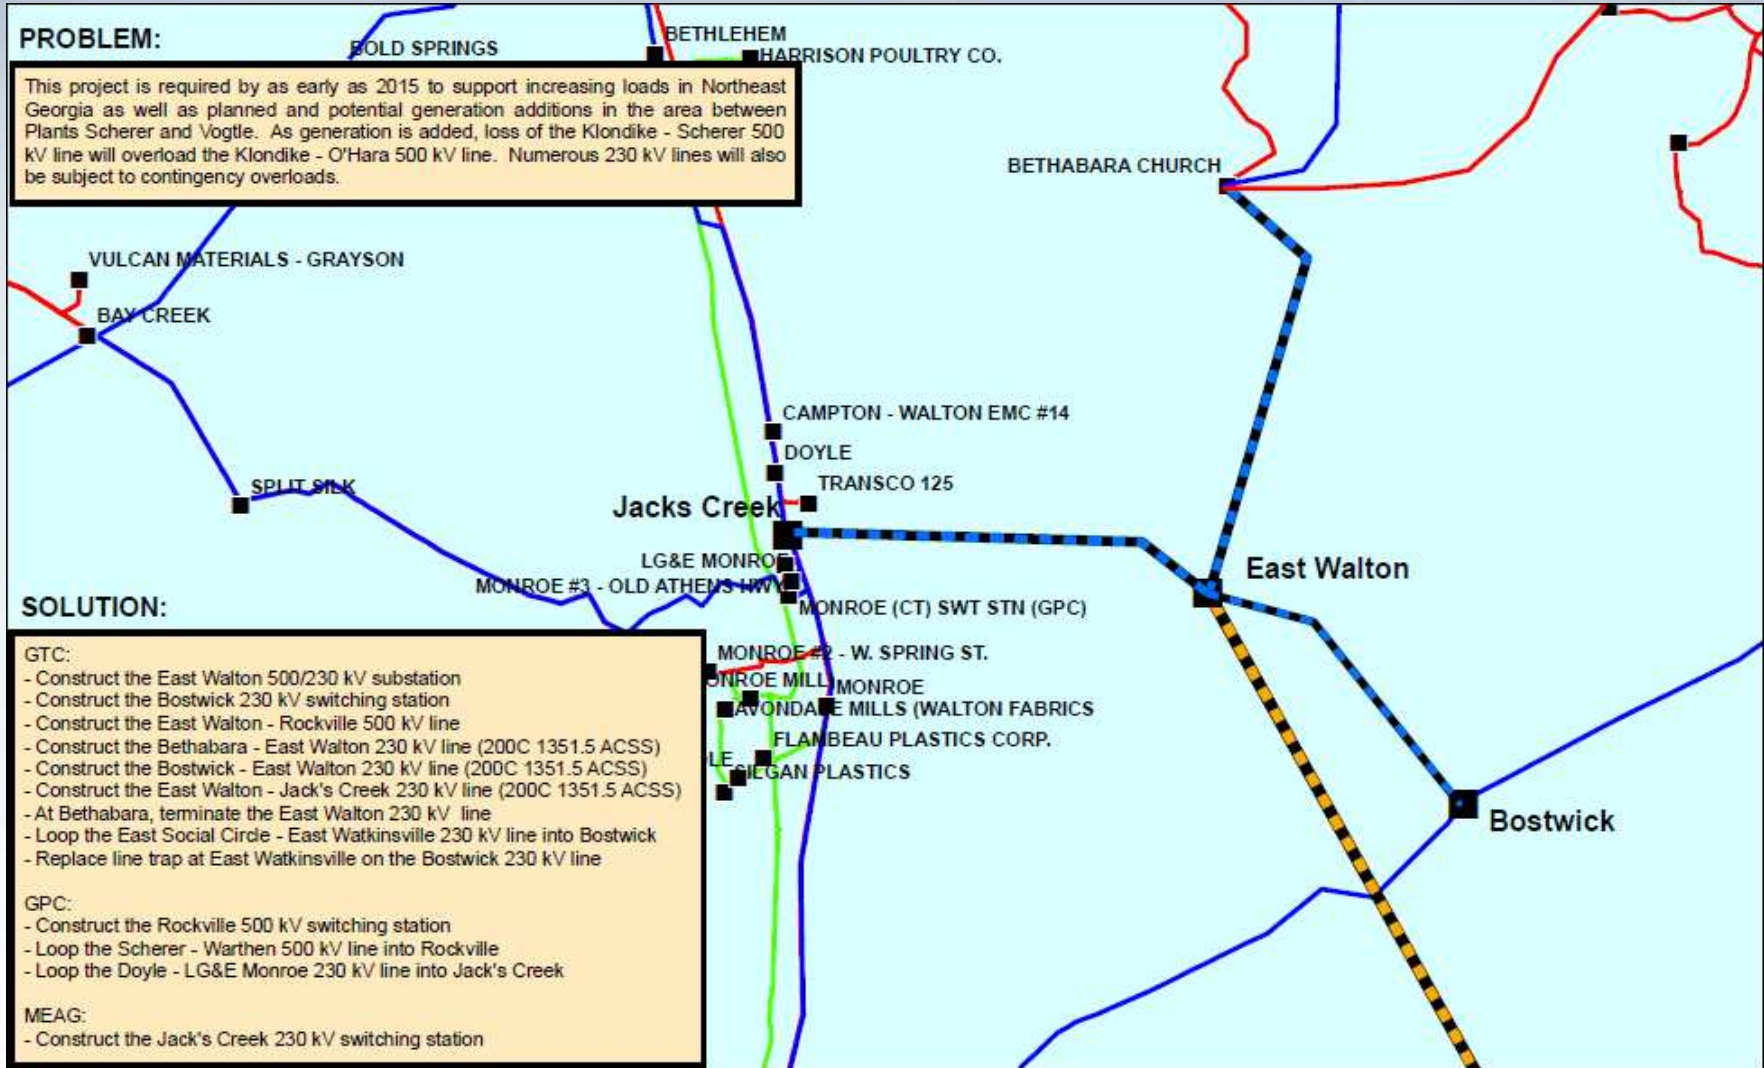 PROBLEM:
This project is required by as early as 2015 to support increasing loads in Northeast
Georgia as well as planned and potential generation additions in the area between
Plants Scherer and Vogtle. As generation is added, loss of the Klondike - Scherer 500
kV line will overload the Klondike - O'Hara 500 kV line. Numerous 230 kV lines will also
be subject to contingency overloads.
BOLD SPRINGS
BETHLEHEM
HARRISON POULTRY CO.
BETHABARA CHURCH
VULCAN MATERIALS - GRAYSON
BAY CREEK
CAMPTON - WALTON EMC #14
DOYLE
TRANSCO 125
SPLIT SILK
Jacks Creek
LG&E MONROE
MONROE #3 - OLD ATHENS HWY
MONROE (CT) SWT STN (GPC)
East Walton
MONROE #2 - W. SPRING ST.
ONROE MILL
MONROE
AVONDALE MILLS (WALTON FABRICS
FLAMBEAU PLASTICS CORP.
LE
SILGAN PLASTICS
Bostwick
SOLUTION:
GTC:
- Construct the East Walton 500/230 kV substation
- Construct the Bostwick 230 kV switching station
- Construct the East Walton - Rockville 500 kV line
- Construct the Bethabara - East Walton 230 kV line (200C 1351.5 ACSS)
- Construct the Bostwick - East Walton 230 kV line (200C 1351.5 ACSS)
- Construct the East Walton - Jack's Creek 230 kV line (200C 1351.5 ACSS)
- At Bethabara, terminate the East Walton 230 kV line
- Loop the East Social Circle - East Watkinsville 230 kV line into Bostwick
- Replace line trap at East Watkinsville on the Bostwick 230 kV line
GPC:
- Construct the Rockville 500 kV switching station
- Loop the Scherer - Warthen 500 kV line into Rockville
- Loop the Doyle - LG&E Monroe 230 kV line into Jack's Creek
MEAG:
- Construct the Jack's Creek 230 kV switching station